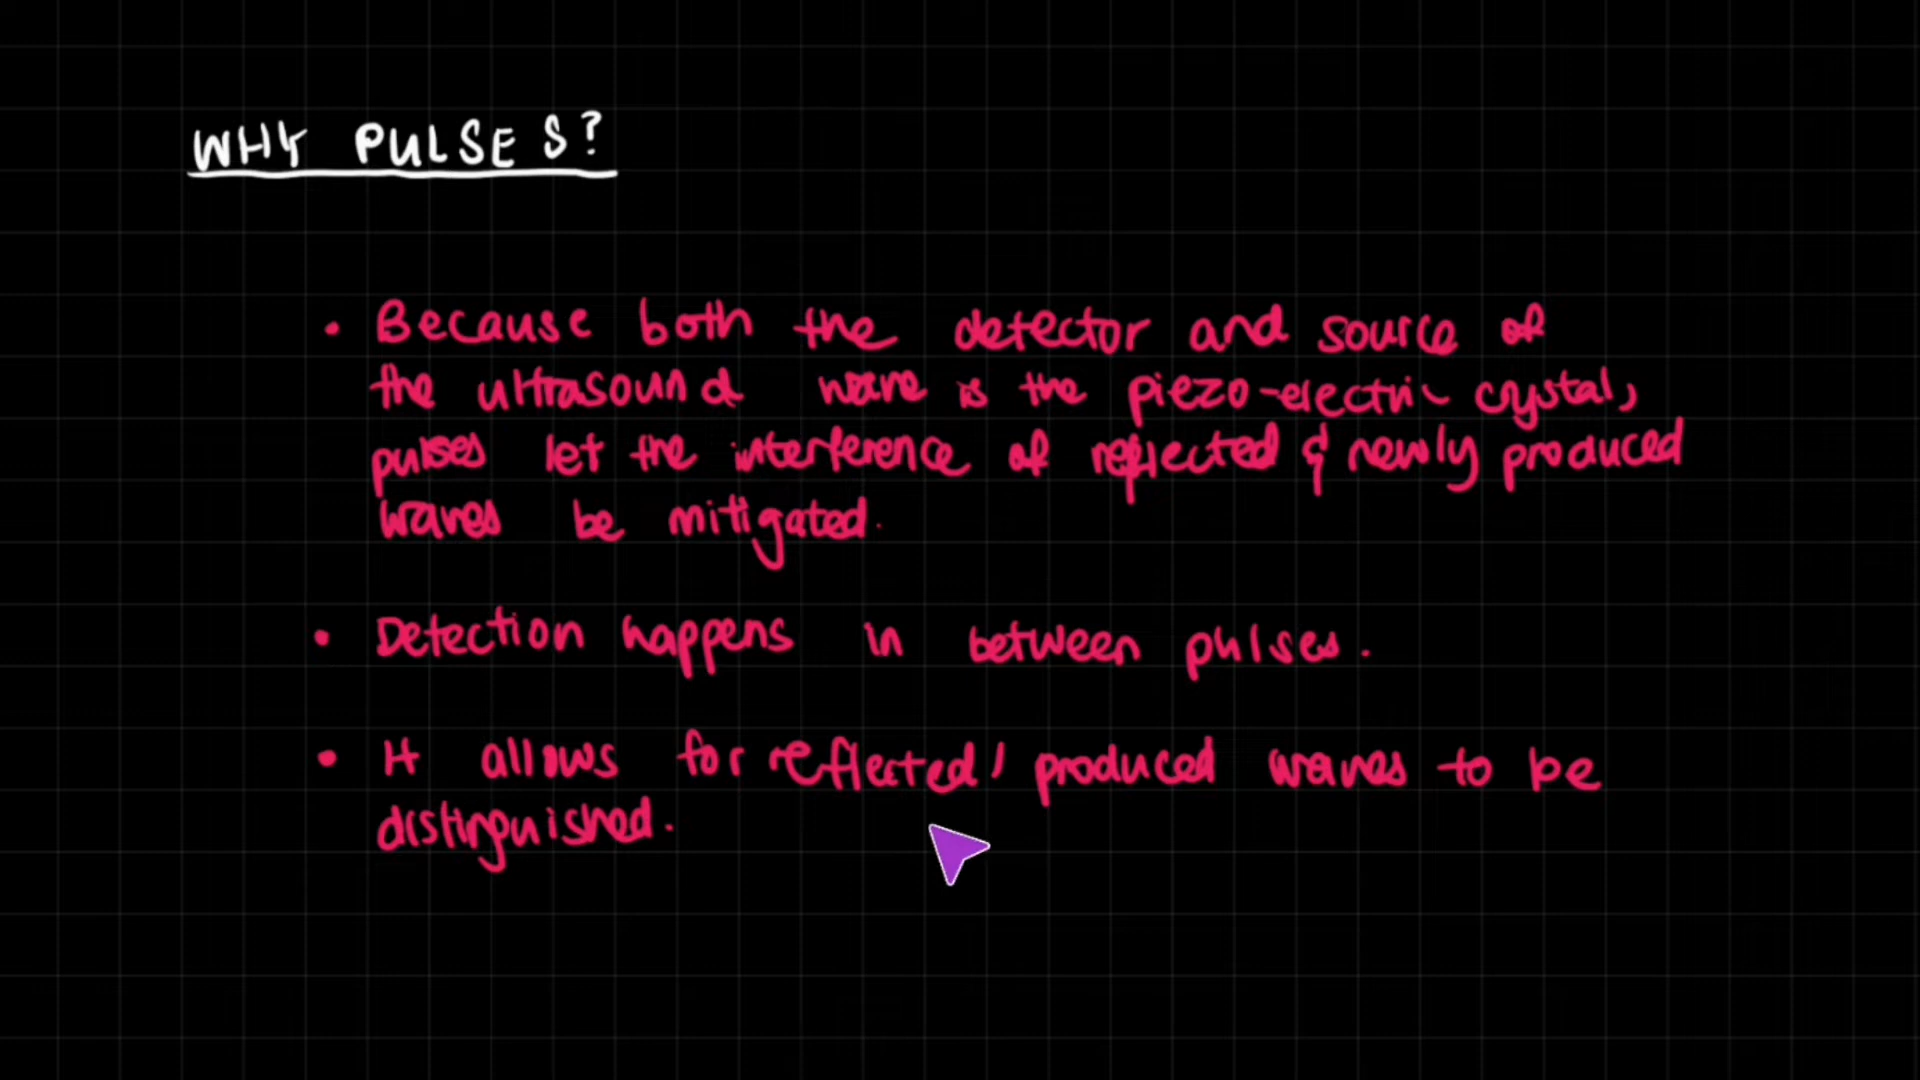 WHY PULSES?
• Because both the detector and source of
the ultrasound wave is the piezo-electric crystal,
pulses let the interference of reflected & newly produced
waves be mitigated.
• Detection happens in between pulses.
• It allows for reflected / produced waves to be
distinguished.